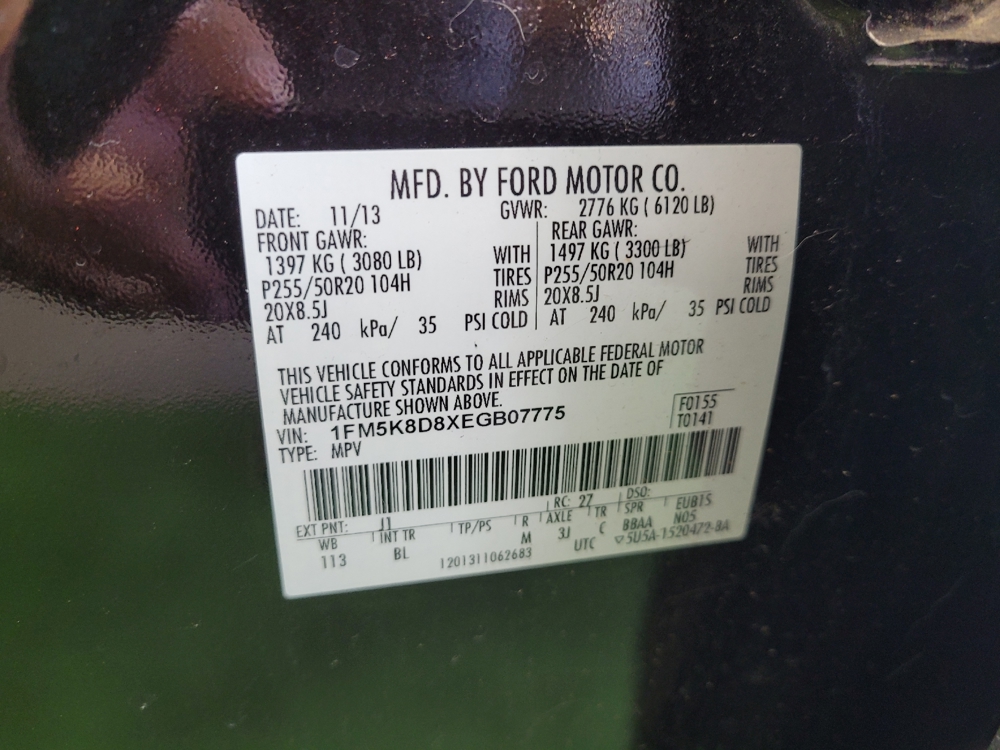 MFD. BY FORD MOTOR CO.
DATE: 11/13 GVWR: 2776 KG ( 6120 LB)
FRONT GAWR: REAR GAWR:
1397 KG ( 3080 LB) WITH 1497 KG ( 3300 LB) WITH
P255/50R20 104H TIRES P255/50R20 104H TIRES
20X8.5J RIMS 20X8.5J RIMS
AT 240 kPa/ 35 PSI COLD AT 240 kPa/ 35 PSI COLD
THIS VEHICLE CONFORMS TO ALL APPLICABLE FEDERAL MOTOR
VEHICLE SAFETY STANDARDS IN EFFECT ON THE DATE OF
MANUFACTURE SHOWN ABOVE.
VIN: 1FM5K8D8XEGB07775 F0155
TYPE: MPV T0141
EXT PNT: J1 RC: 27 DSO:
WB INT TR TP/PS R AXLE TR SPR EUB15
113 BL M 3J C BBAA N05
1201311062683 UTC 5U5A-1520472-BA